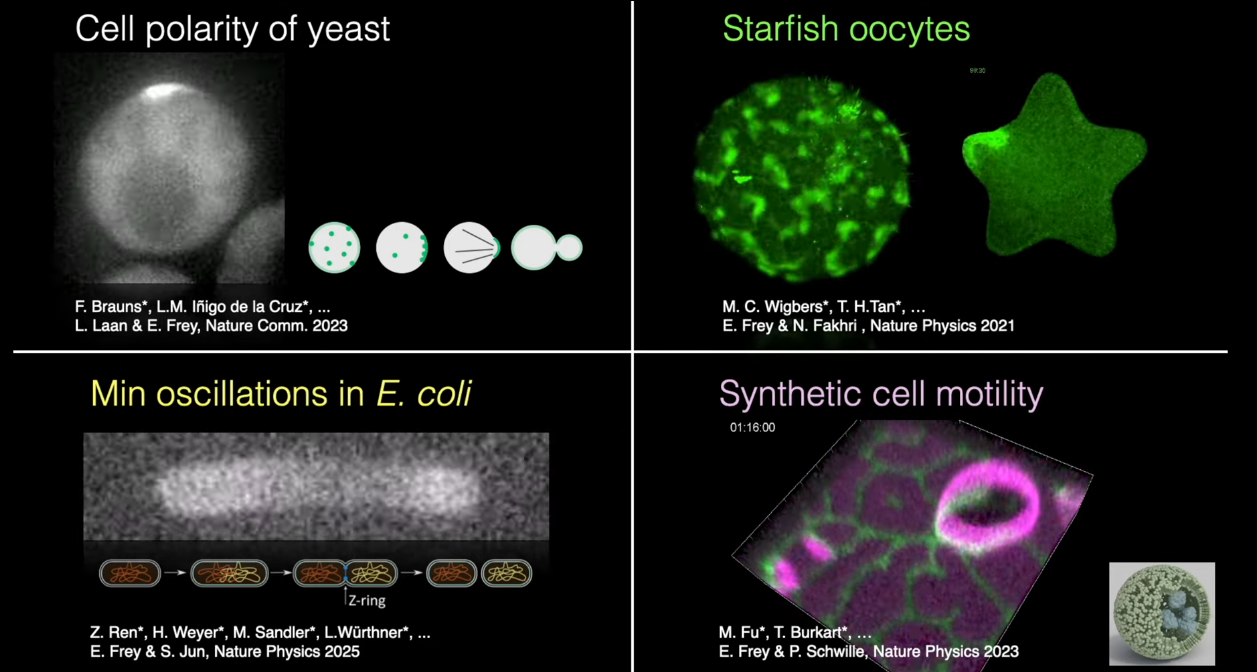 Cell polarity of yeast
F. Brauns*, L.M. Iñigo de la Cruz*, ...
L. Laan & E. Frey, Nature Comm. 2023
Starfish oocytes
M. C. Wigbers*, T. H.Tan*, …
E. Frey & N. Fakhri , Nature Physics 2021
Min oscillations in E. coli
Z-ring
Z. Ren*, H. Weyer*, M. Sandler*, L.Würthner*, ...
E. Frey & S. Jun, Nature Physics 2025
Synthetic cell motility
01:16:00
M. Fu*, T. Burkart*, …
E. Frey & P. Schwille, Nature Physics 2023